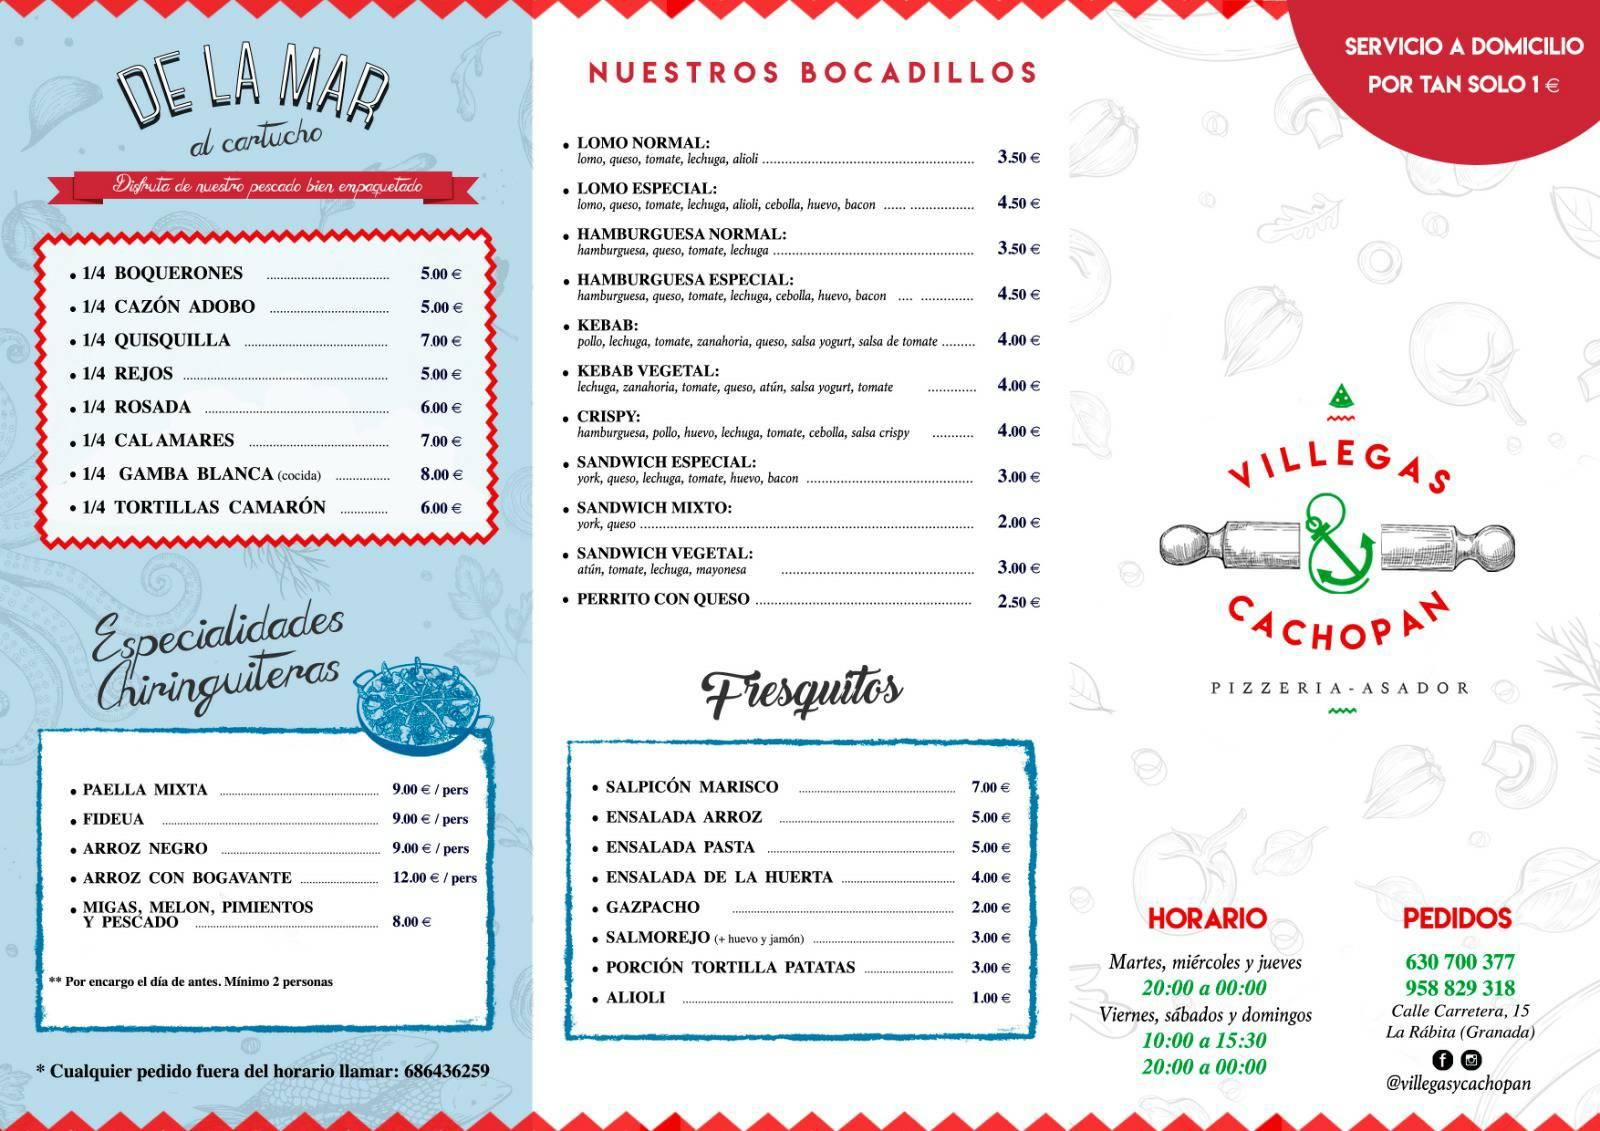 DE LA MAR
al cartucho
Disfruta de nuestro pescado bien empaquetado
• 1/4 BOQUERONES ........ 5.00 €
• 1/4 CAZÓN ADOBO ........ 5.00 €
• 1/4 QUISQUILLA ........ 7.00 €
• 1/4 REJOS ........ 5.00 €
• 1/4 ROSADA ........ 6.00 €
• 1/4 CALAMARES ........ 7.00 €
• 1/4 GAMBA BLANCA (cocida) ........ 8.00 €
• 1/4 TORTILLAS CAMARÓN ........ 6.00 €
Especialidades
Chiringuiteras
• PAELLA MIXTA ........ 9.00 € / pers
• FIDEUA ........ 9.00 € / pers
• ARROZ NEGRO ........ 9.00 € / pers
• ARROZ CON BOGAVANTE ........ 12.00 € / pers
• MIGAS, MELON, PIMIENTOS
Y PESCADO ........ 8.00 €
** Por encargo el día de antes. Mínimo 2 personas
* Cualquier pedido fuera del horario llamar: 686436259
NUESTROS BOCADILLOS
• LOMO NORMAL:
lomo, queso, tomate, lechuga, alioli ........ 3.50 €
• LOMO ESPECIAL:
lomo, queso, tomate, lechuga, alioli, cebolla, huevo, bacon ........ 4.50 €
• HAMBURGUESA NORMAL:
hamburguesa, queso, tomate, lechuga ........ 3.50 €
• HAMBURGUESA ESPECIAL:
hamburguesa, queso, tomate, lechuga, cebolla, huevo, bacon ........ 4.50 €
• KEBAB:
pollo, lechuga, tomate, zanahoria, queso, salsa yogurt, salsa de tomate ........ 4.00 €
• KEBAB VEGETAL:
lechuga, zanahoria, tomate, queso, atún, salsa yogurt, tomate ........ 4.00 €
• CRISPY:
hamburguesa, pollo, huevo, lechuga, tomate, cebolla, salsa crispy ........ 4.00 €
• SANDWICH ESPECIAL:
york, queso, lechuga, tomate, huevo, bacon ........ 3.00 €
• SANDWICH MIXTO:
york, queso ........ 2.00 €
• SANDWICH VEGETAL:
atún, tomate, lechuga, mayonesa ........ 3.00 €
• PERRITO CON QUESO ........ 2.50 €
Fresquitos
• SALPICÓN MARISCO ........ 7.00 €
• ENSALADA ARROZ ........ 5.00 €
• ENSALADA PASTA ........ 5.00 €
• ENSALADA DE LA HUERTA ........ 4.00 €
• GAZPACHO ........ 2.00 €
• SALMOREJO (+ huevo y jamón) ........ 3.00 €
• PORCIÓN TORTILLA PATATAS ........ 3.00 €
• ALIOLI ........ 1.00 €
SERVICIO A DOMICILIO
POR TAN SOLO 1 €
VILLEGAS
CACHOPAN
PIZZERIA-ASADOR
HORARIO
Martes, miércoles y jueves
20:00 a 00:00
Viernes, sábados y domingos
10:00 a 15:30
20:00 a 00:00
PEDIDOS
630 700 377
958 829 318
Calle Carretera, 15
La Rábita (Granada)
@villegasycachopan